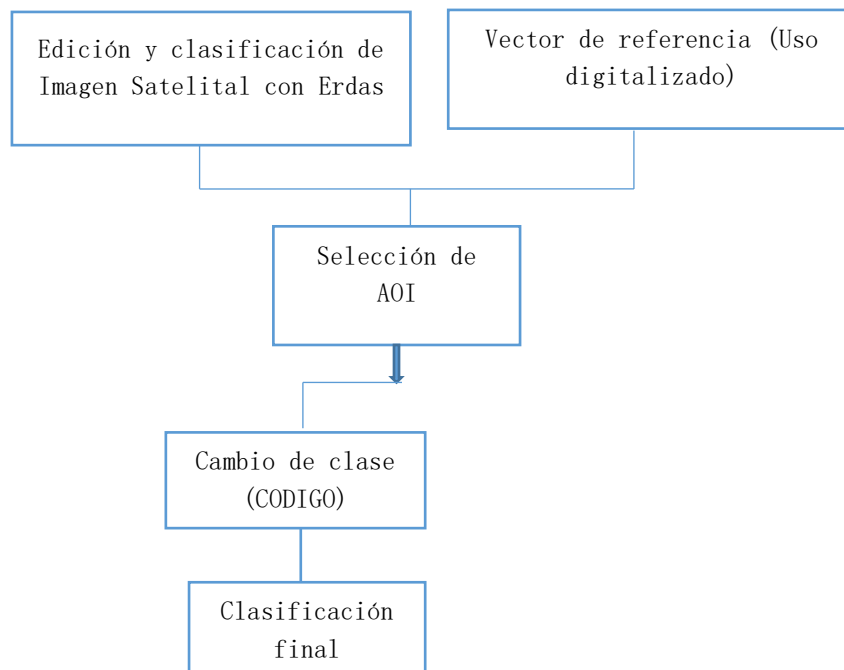 Edición y clasificación de
Imagen Satelital con Erdas
Vector de referencia (Uso
digitalizado)
Selección de
AOI
Cambio de clase
(CODIGO)
Clasificación
final